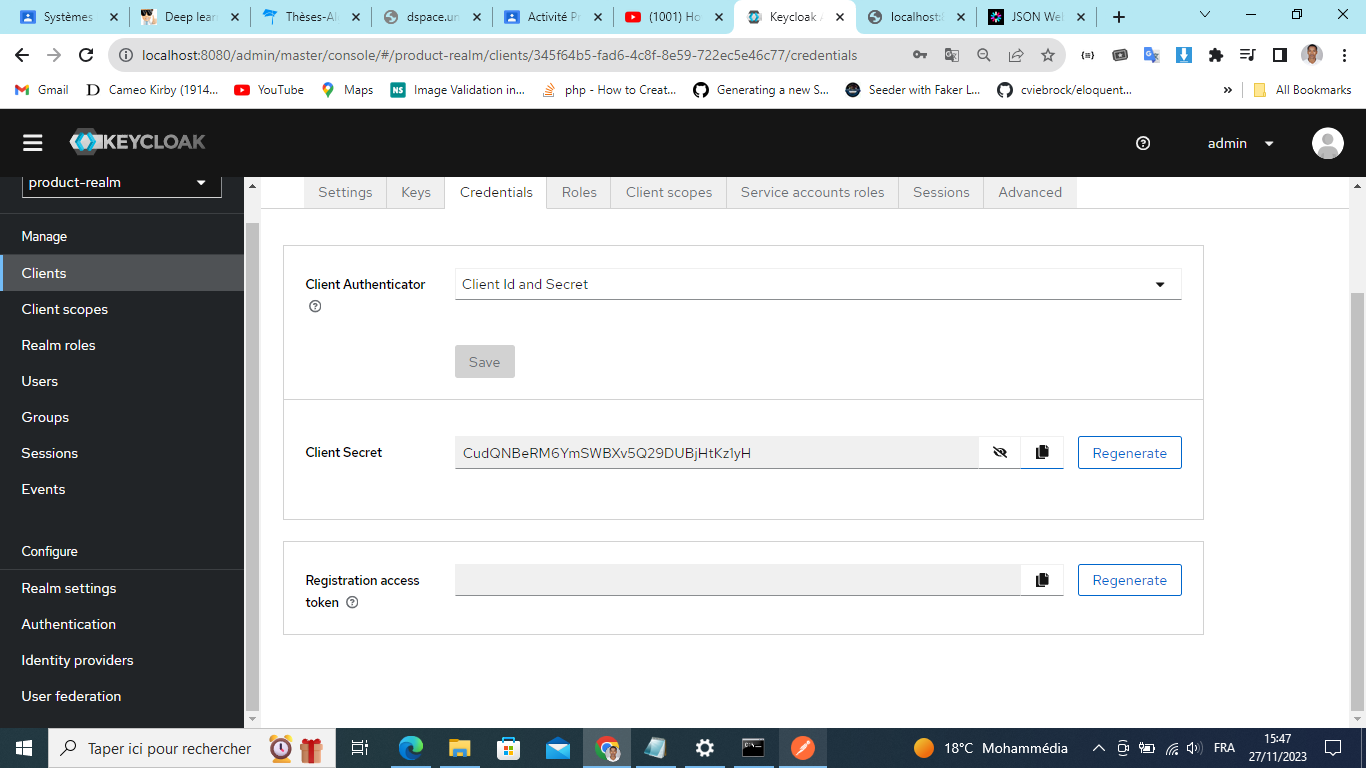 Systèmes
Deep lear
Thèses-Al
dspace.un
Activité Pr
(1001) Ho
Keycloak A
localhost:
JSON Wel
localhost:8080/admin/master/console/#/product-realm/clients/345f64b5-fad6-4c8f-8e59-722ec5e46c77/credentials
Gmail
Cameo Kirby (1914...
YouTube
Maps
NS
Image Validation in...
php - How to Creat...
Generating a new S...
Seeder with Faker L...
cviebrock/eloquent...
»
All Bookmarks
KEYCLOAK
admin
product-realm
Settings
Keys
Credentials
Roles
Client scopes
Service accounts roles
Sessions
Advanced
Manage
Clients
Client scopes
Realm roles
Users
Groups
Sessions
Events
Configure
Realm settings
Authentication
Identity providers
User federation
Client Authenticator
Client Id and Secret
Save
Client Secret
CudQNBeRM6YmSWBXv5Q29DUBjHtKz1yH
Regenerate
Registration access
token
Regenerate
Taper ici pour rechercher
18°C Mohammédia
FRA
15:47
27/11/2023